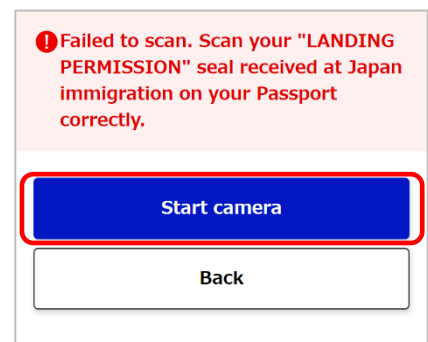 Failed to scan. Scan your "LANDING
PERMISSION" seal received at Japan
immigration on your Passport
correctly.
Start camera
Back